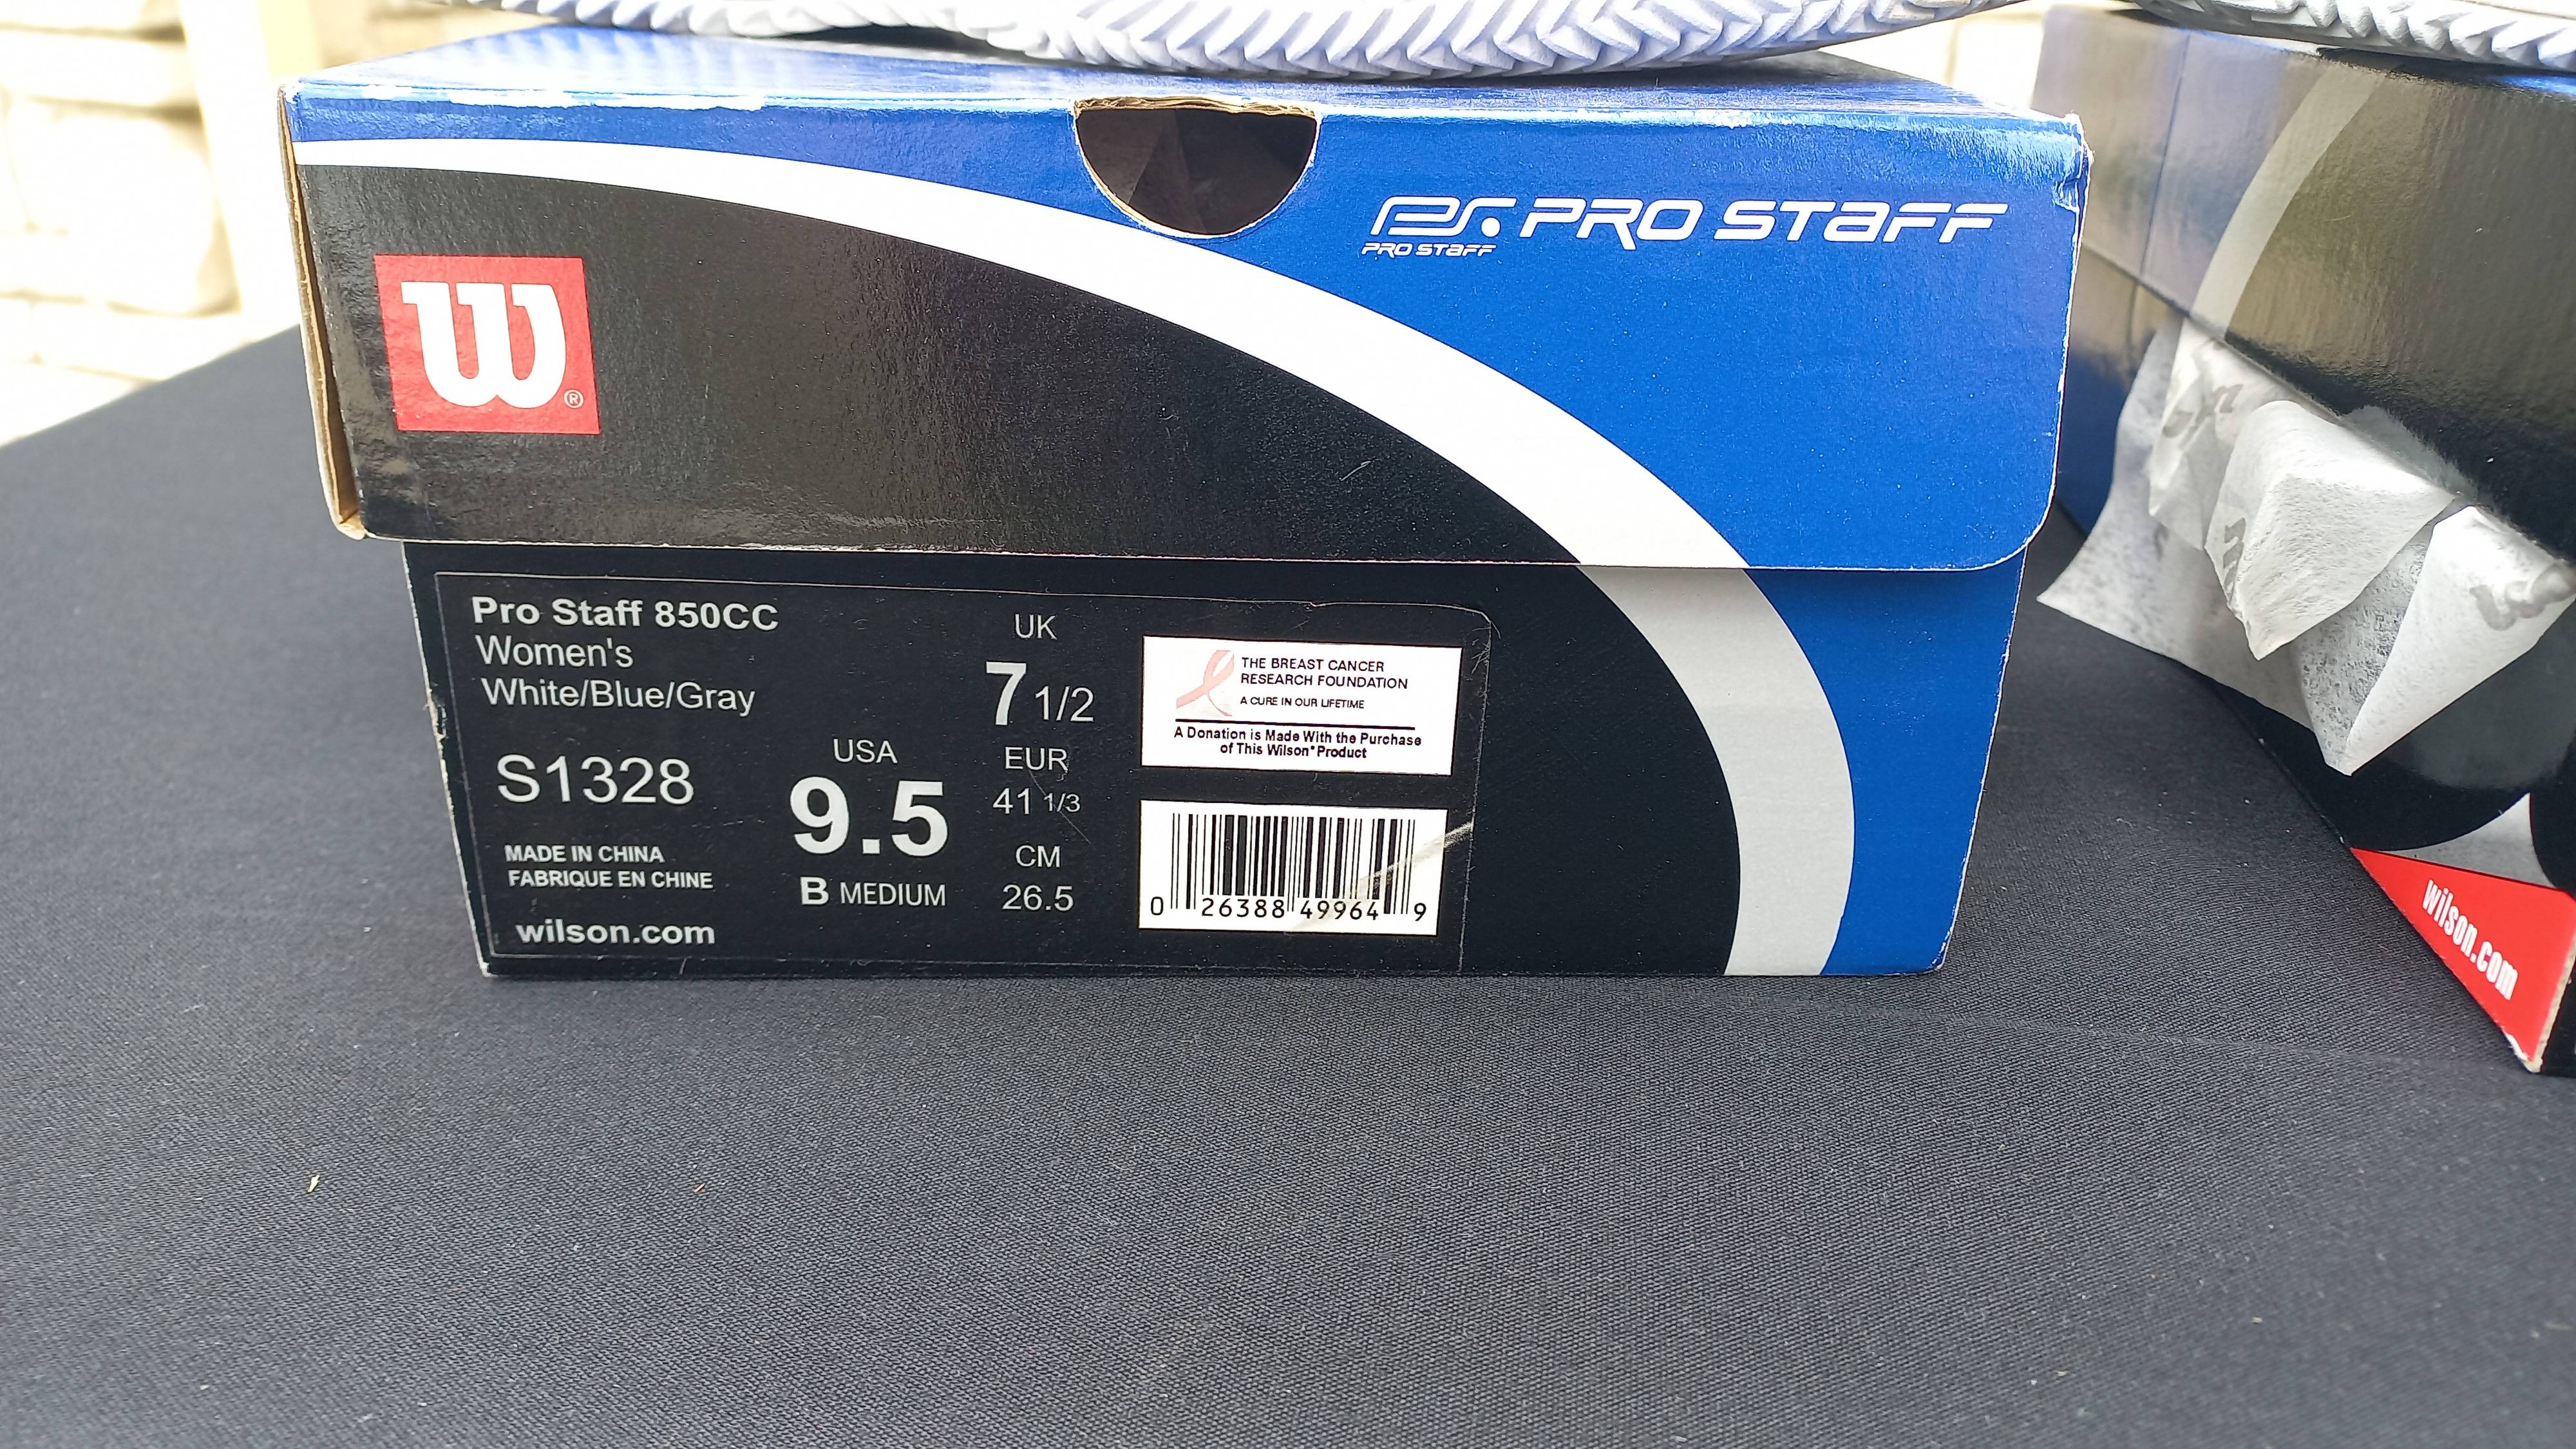 PS. PRO STAFF
PRO STAFF
W®
Pro Staff 850CC
Women's
White/Blue/Gray
S1328
MADE IN CHINA
FABRIQUE EN CHINE
wilson.com
USA
9.5
B MEDIUM
UK
7 1/2
EUR
41 1/3
CM
26.5
THE BREAST CANCER
RESEARCH FOUNDATION
A CURE IN OUR LIFETIME
A Donation is Made With the Purchase
of This Wilson® Product
0 26388 49964 9
wilson.com